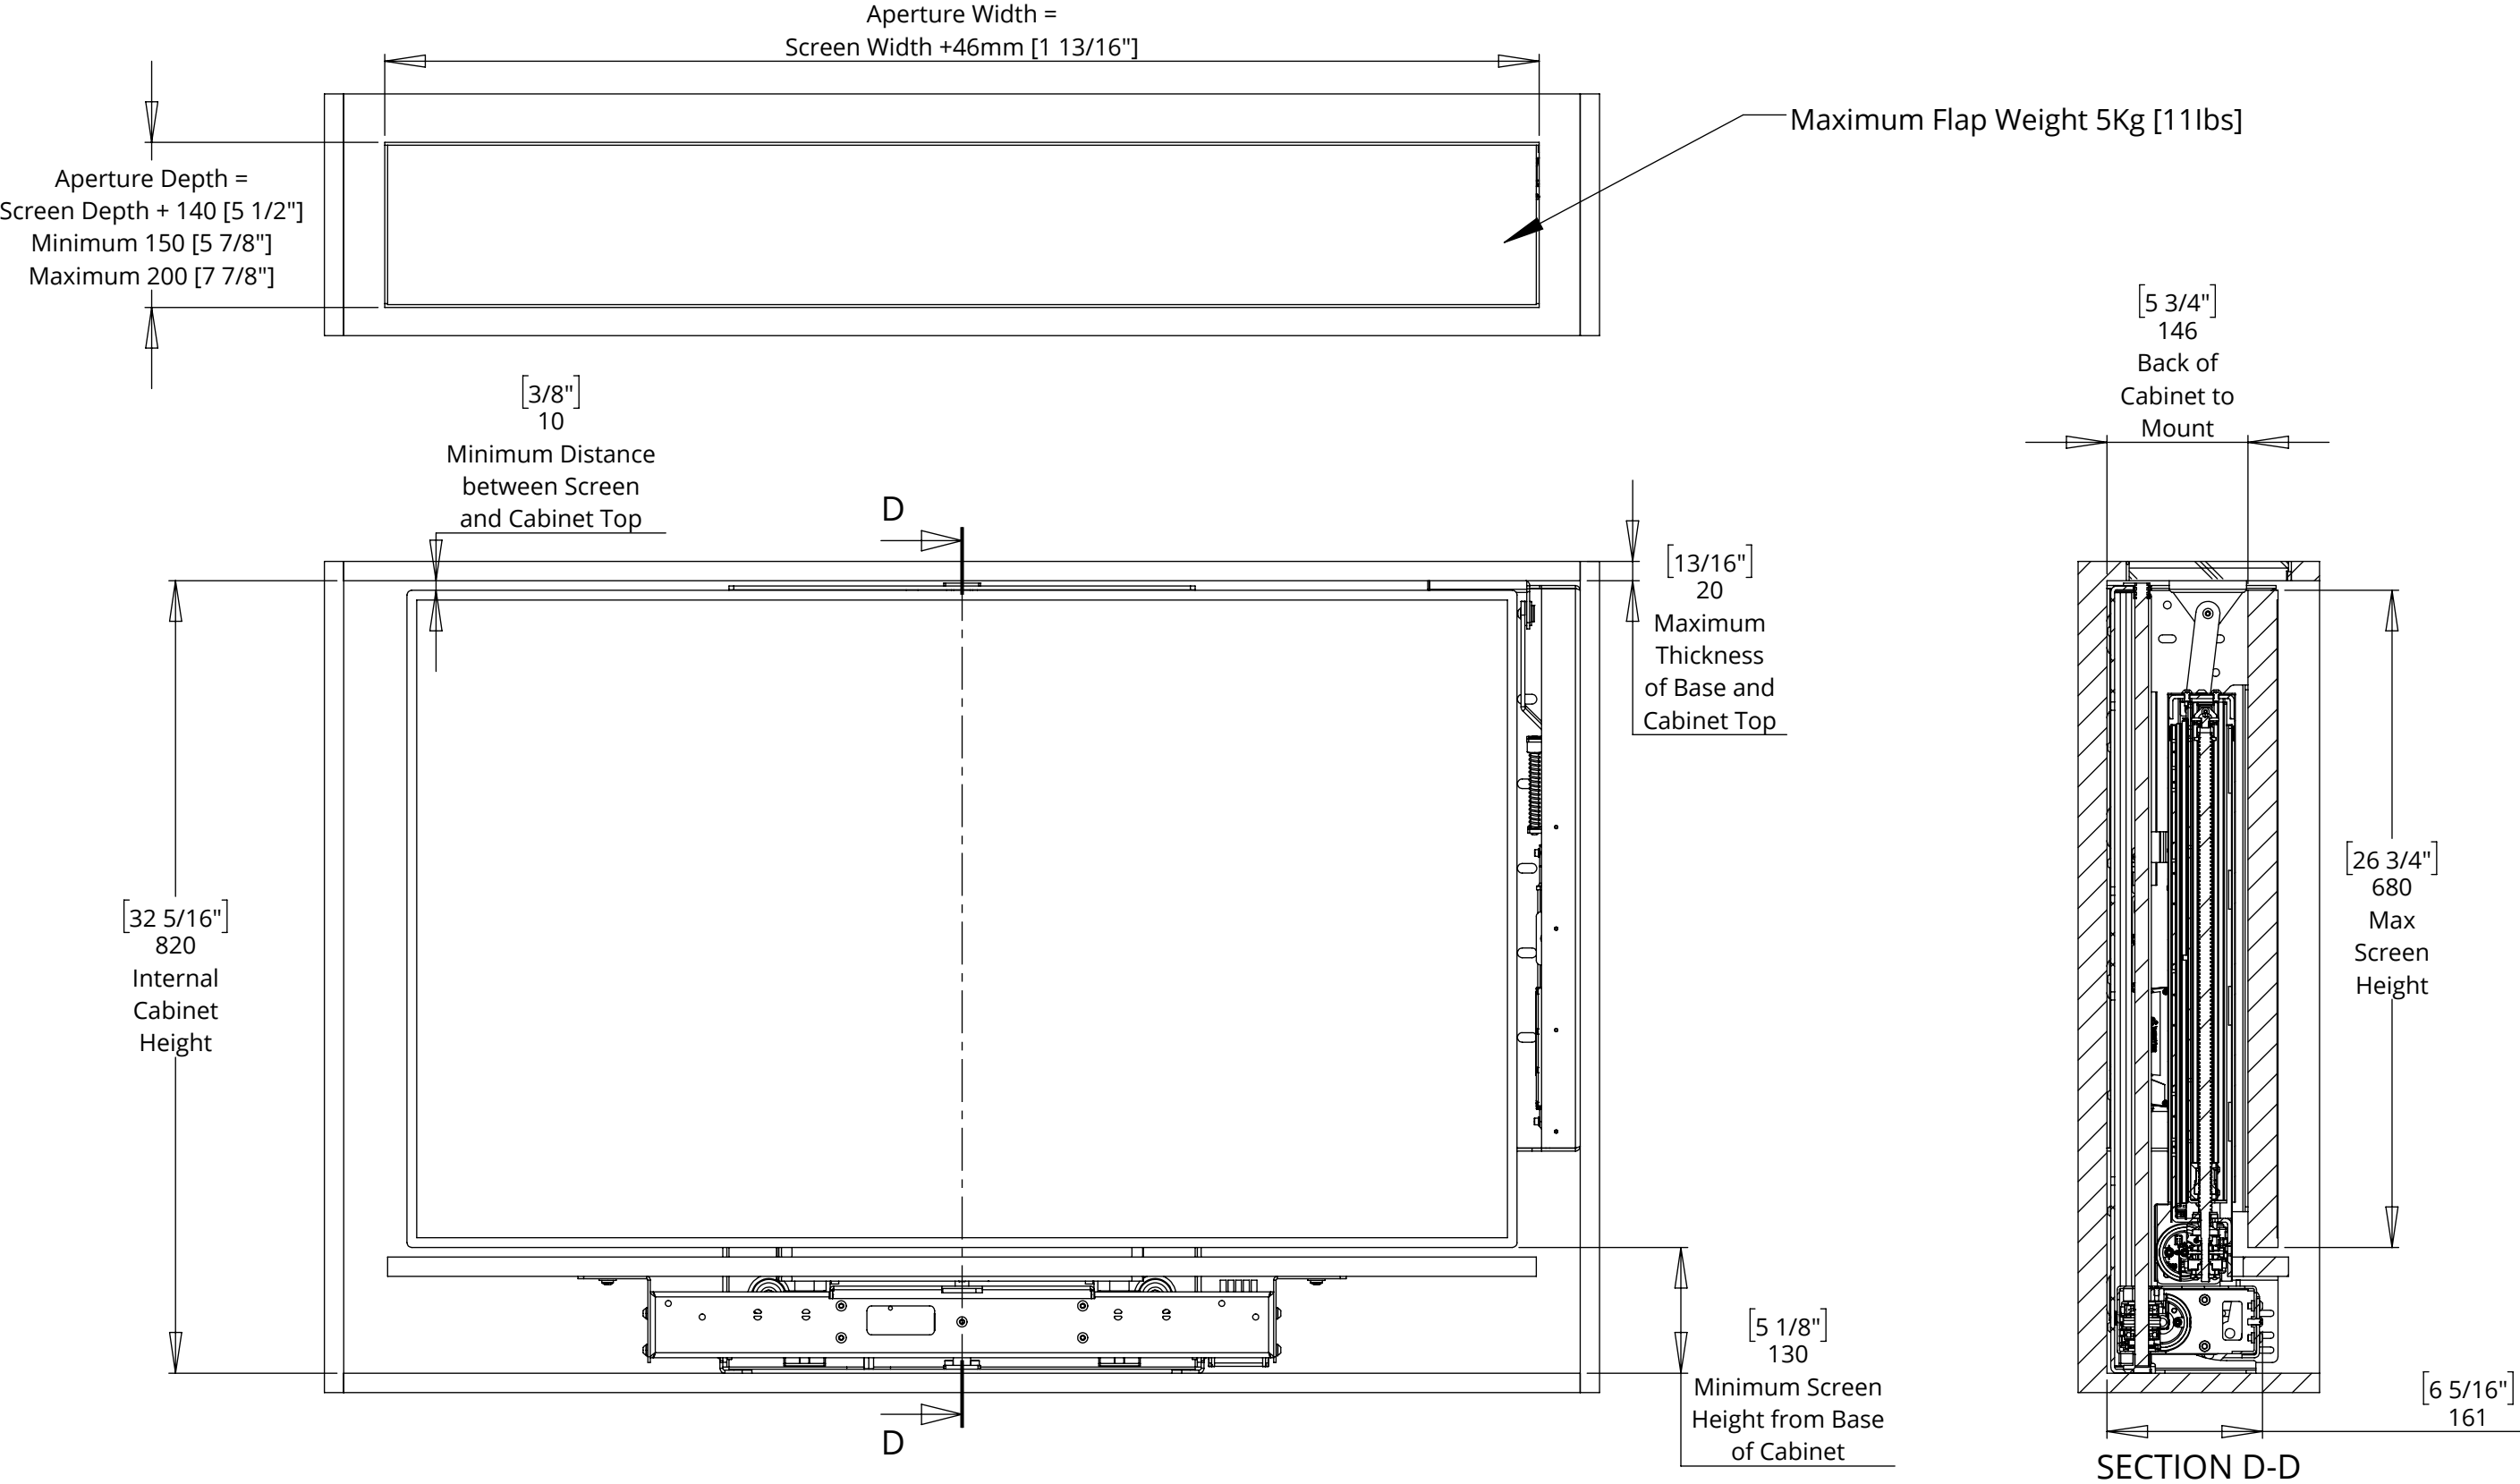 Aperture Width =
Screen Width +46mm [1 13/16"]
Maximum Flap Weight 5Kg [11lbs]
Aperture Depth =
Screen Depth + 140 [5 1/2"]
Minimum 150 [5 7/8"]
Maximum 200 [7 7/8"]
[5 3/4"]
146
Back of
Cabinet to
Mount
[3/8"]
10
Minimum Distance
between Screen
and Cabinet Top
D
[13/16"]
20
Maximum
Thickness
of Base and
Cabinet Top
[32 5/16"]
820
Internal
Cabinet
Height
[26 3/4"]
680
Max
Screen
Height
[5 1/8"]
130
Minimum Screen
Height from Base
of Cabinet
D
[6 5/16"]
161
SECTION D-D